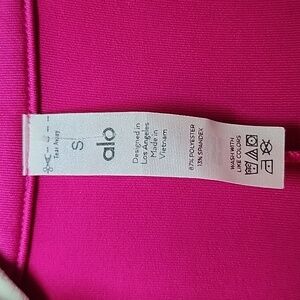 Tear Away
S
alo
Designed in
Los Angeles
Made in
Vietnam
87% POLYESTER
13% SPANDEX
WASH WITH
LIKE COLORS